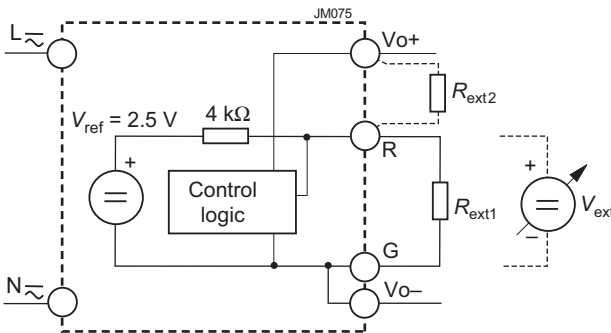 JM075
L
Vo+
Rext2
Vref = 2.5 V
4 kΩ
R
+
+
Control
logic
Rext1
Vext
–
G
N
Vo–